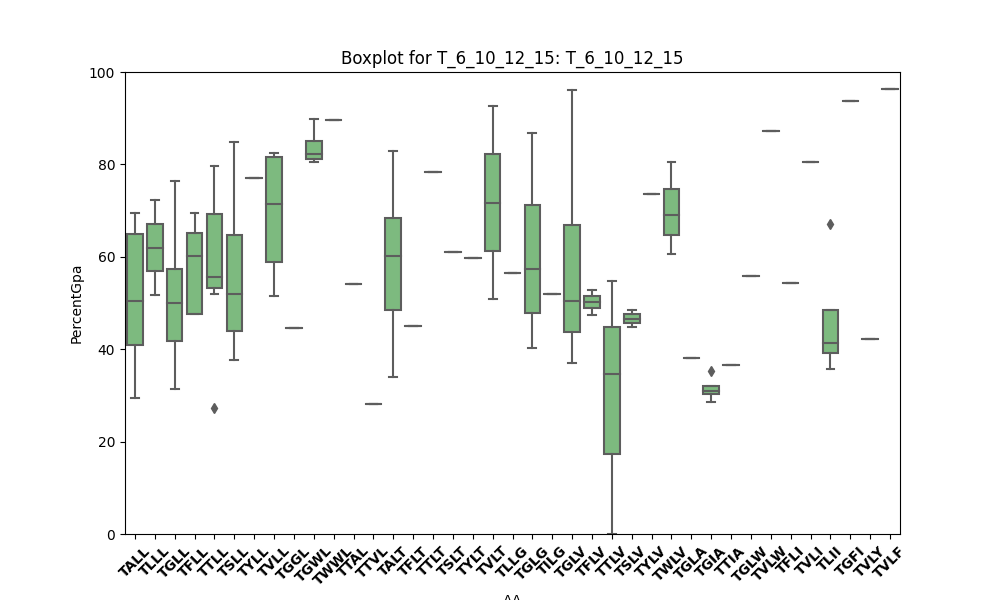 Boxplot for T_6_10_12_15: T_6_10_12_15
PercentGpa
100
80
60
40
20
0
TALL TLLL TGLL TFLL TTLL TSLL TYLL TVLL TGGL TGWL TWWL TTAL TTVL TALT TFLT TTLT TSLT TYLT TVLT TLLG TGLG TILG TGLV TFLV TTLV TSLV TYLV TWLV TGLA TGIA TTIA TGLW TVLW TFLI TVLI TLII TGFI TVLY TVLF
AA